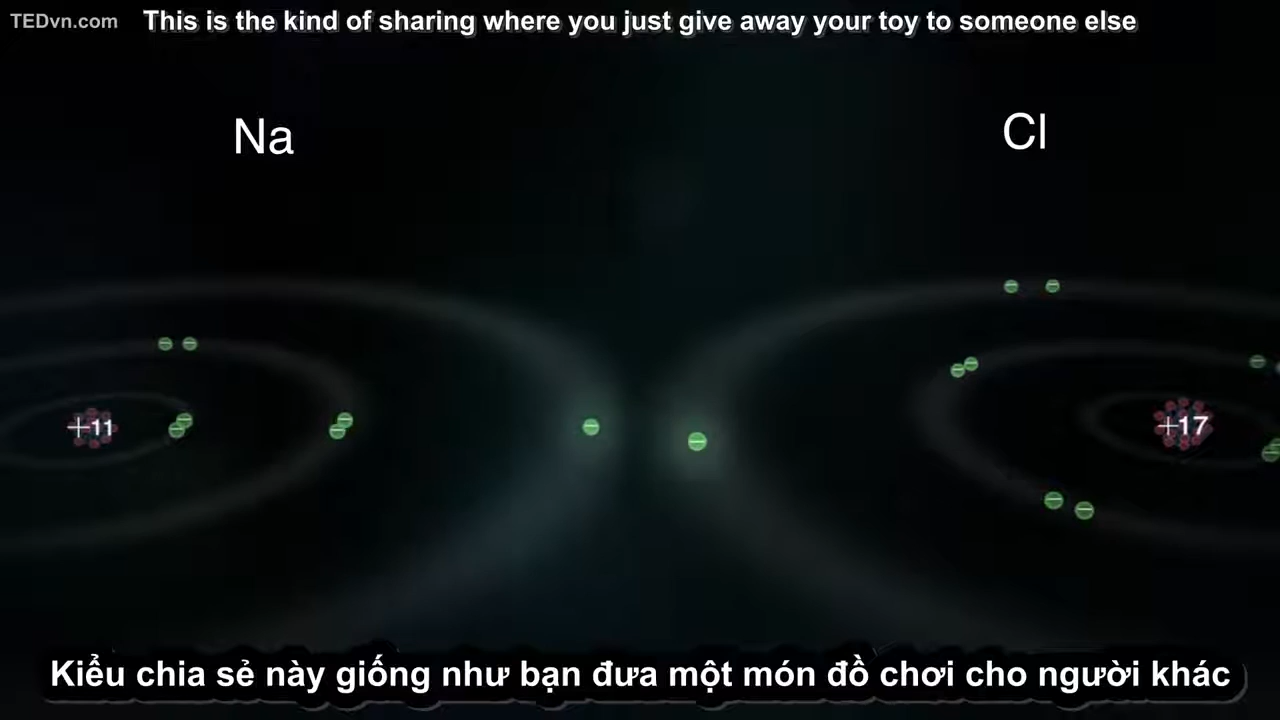 TEDvn.com
This is the kind of sharing where you just give away your toy to someone else
Na
Cl
+11
+17
Kiểu chia sẻ này giống như bạn đưa một món đồ chơi cho người khác